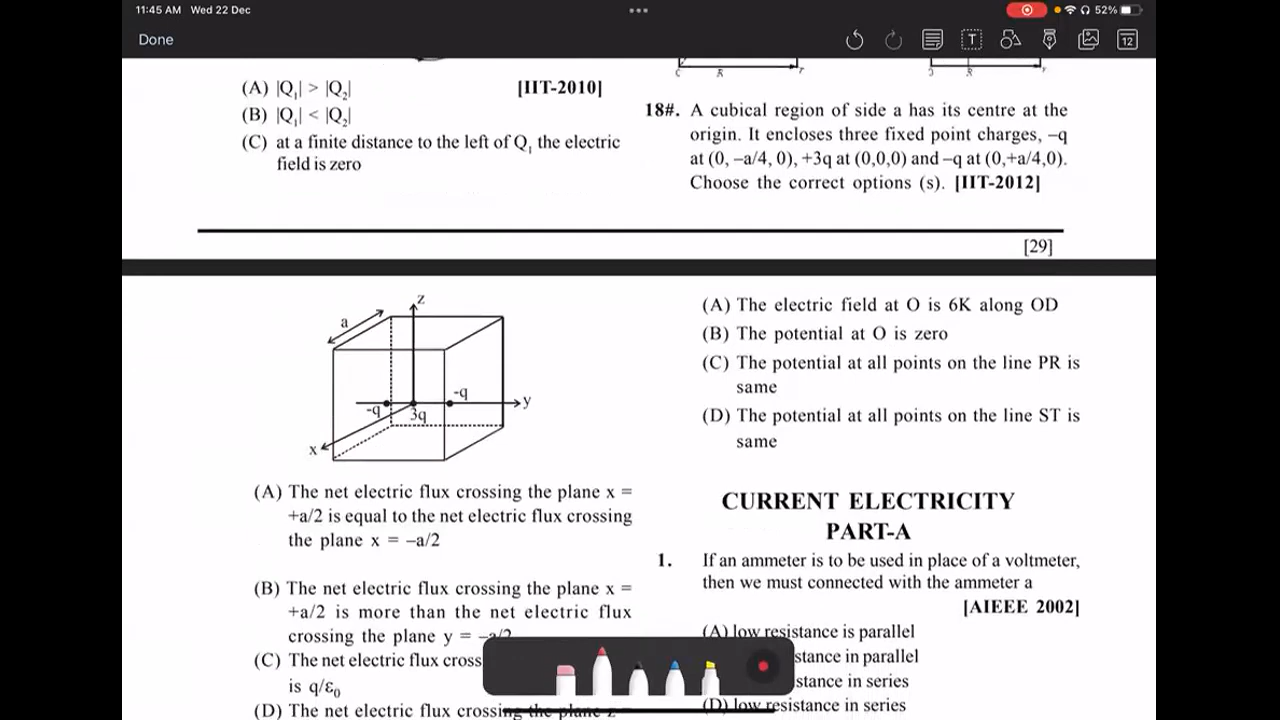 11:45 AM Wed 22 Dec
52%
Done
12
(A) |Q₁| > |Q₂| [IIT-2010]
(B) |Q₁| < |Q₂|
(C) at a finite distance to the left of Q₁ the electric
field is zero
C R r
R r
18#. A cubical region of side a has its centre at the
origin. It encloses three fixed point charges, –q
at (0, –a/4, 0), +3q at (0,0,0) and –q at (0,+a/4,0).
Choose the correct options (s). [IIT-2012]
[29]
z
a
-q
-q
3q
y
x
(A) The net electric flux crossing the plane x =
+a/2 is equal to the net electric flux crossing
the plane x = –a/2
(B) The net electric flux crossing the plane x =
+a/2 is more than the net electric flux
crossing the plane y = –a/2
(C) The net electric flux cross
is q/ε₀
(D) The net electric flux crossing the plane z =
(A) The electric field at O is 6K along OD
(B) The potential at O is zero
(C) The potential at all points on the line PR is
same
(D) The potential at all points on the line ST is
same
CURRENT ELECTRICITY
PART-A
1. If an ammeter is to be used in place of a voltmeter,
then we must connected with the ammeter a
[AIEEE 2002]
(A) low resistance is parallel
stance in parallel
stance in series
(D) low resistance in series